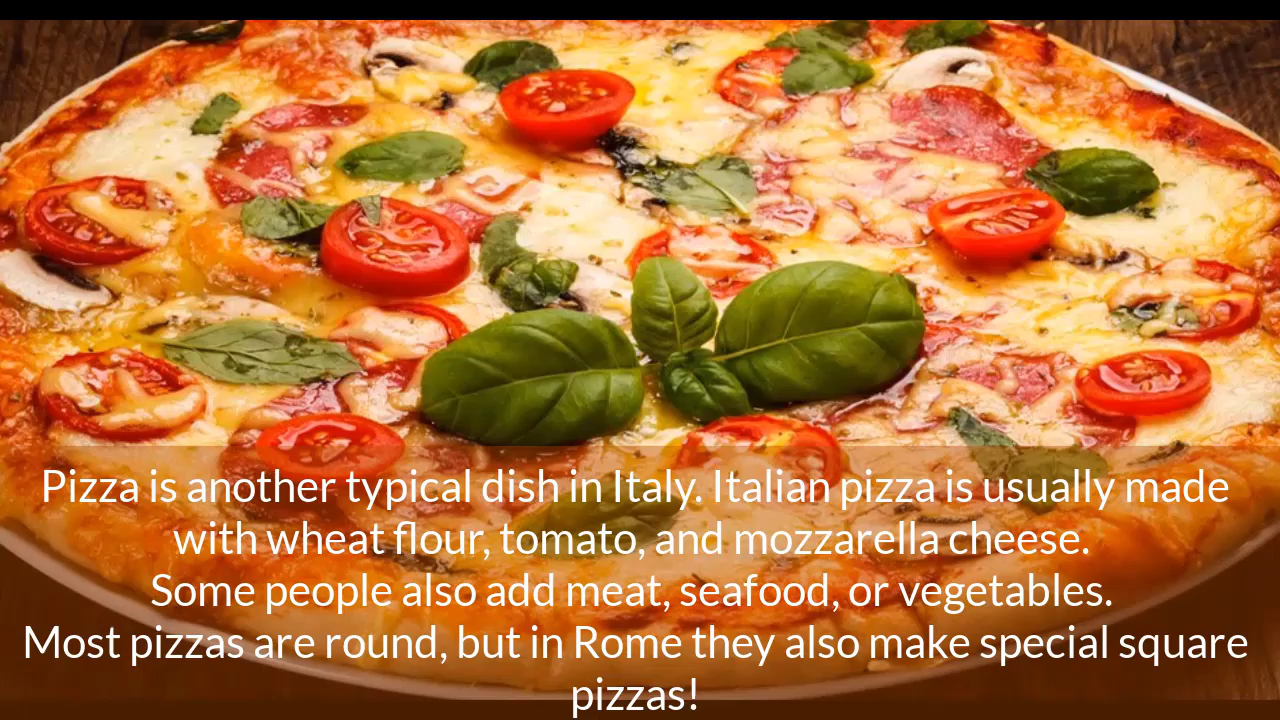 Pizza is another typical dish in Italy. Italian pizza is usually made
with wheat flour, tomato, and mozzarella cheese.
Some people also add meat, seafood, or vegetables.
Most pizzas are round, but in Rome they also make special square
pizzas!